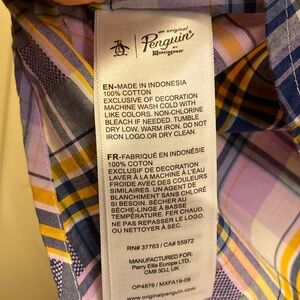 an original
Penguin
BY
Munsingwear
EN-MADE IN INDONESIA
100% COTTON
EXCLUSIVE OF DECORATION
MACHINE WASH COLD WITH
LIKE COLORS. NON-CHLORINE
BLEACH IF NEEDED. TUMBLE
DRY LOW. WARM IRON. DO NOT
IRON LOGO OR DRY CLEAN.
FR-FABRIQUÉ EN INDONÉSIE
100% COTON
EXCLUSIF DE DECORATION
LAVER À LA MACHINE À L'EAU
FROIDE AVEC DES COULEURS
SIMILAIRES. UN AGENT DE
BLANCHIMENT SANS CHLORE
SI BESOIN. SÉCHER AU
SÈCHE-LINGE À BASSE
TEMPÉRATURE. FER CHAUD.
NE PAS REPASSER LE LOGO
OU NETTOYER À SEC.
RN# 37763 / CA# 55972
MANUFACTURED FOR:
Perry Ellis Europe LTD.
CM8 3DJ, UK
OP4876 / MXFA19-09
www.originalpenguin.com